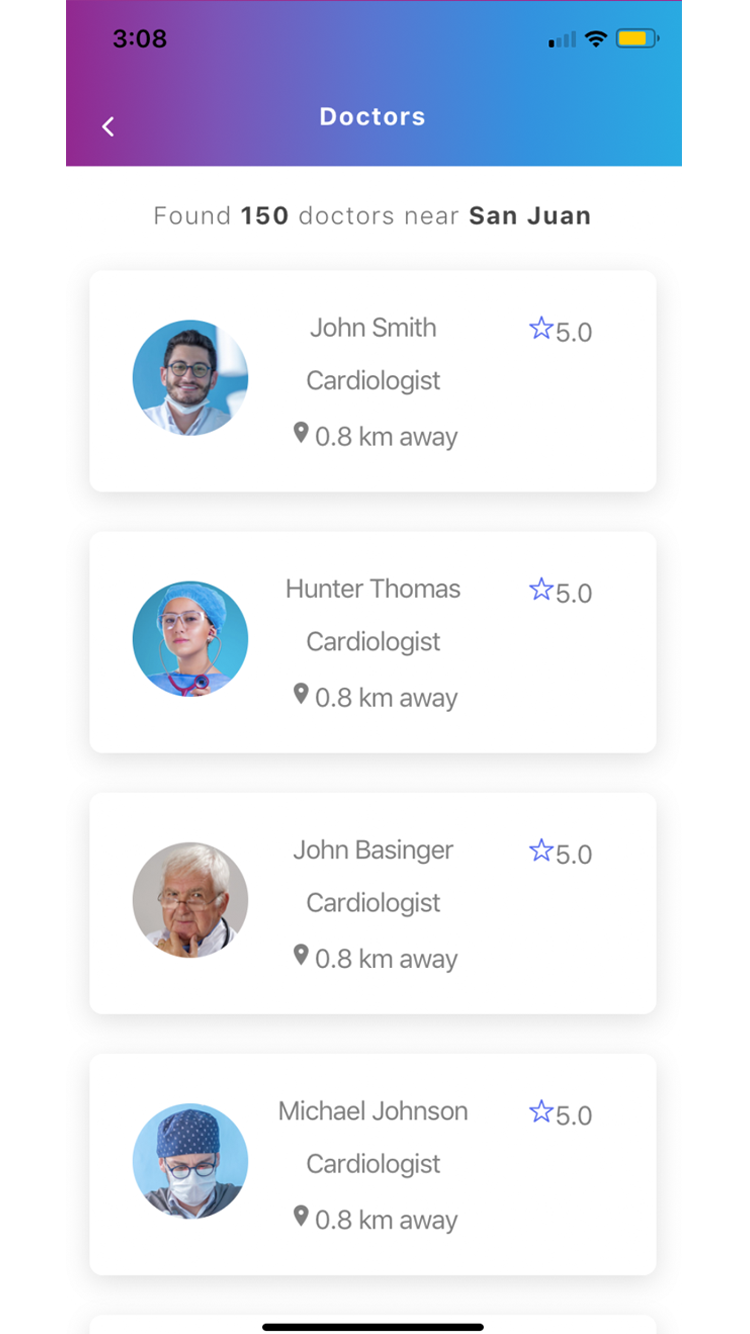 3:08
Doctors
Found 150 doctors near San Juan
John Smith
5.0
Cardiologist
0.8 km away
Hunter Thomas
5.0
Cardiologist
0.8 km away
John Basinger
5.0
Cardiologist
0.8 km away
Michael Johnson
5.0
Cardiologist
0.8 km away